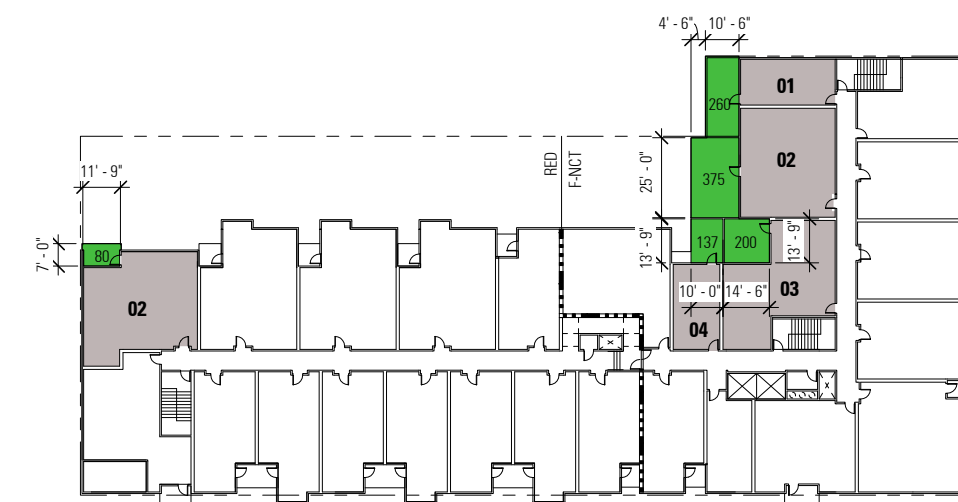 4' - 6" 10' - 6"
01
260
02
RED
F-NCT
25' - 0"
375
11' - 9"
7' - 0"
80
02
13' - 9"
137
200
13' - 9"
10' - 0" 14' - 6"
03
04
X
X